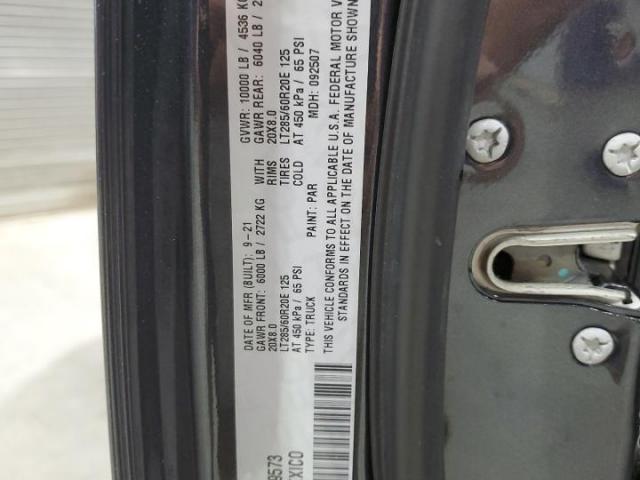 DATE OF MFR (BUILT): 9-21 GVWR: 10000 LB / 4536 K
GAWR FRONT: 6000 LB / 2722 KG WITH GAWR REAR: 6040 LB / 2
20X8.0 RIMS 20X8.0
LT285/60R20E 125 TIRES LT285/60R20E 125
AT 450 kPa / 65 PSI COLD AT 450 kPa / 65 PSI
TYPE: TRUCK PAINT: PAR MDH: 092507
THIS VEHICLE CONFORMS TO ALL APPLICABLE U.S.A. FEDERAL MOTOR V
STANDARDS IN EFFECT ON THE DATE OF MANUFACTURE SHOWN
9573
EXICO